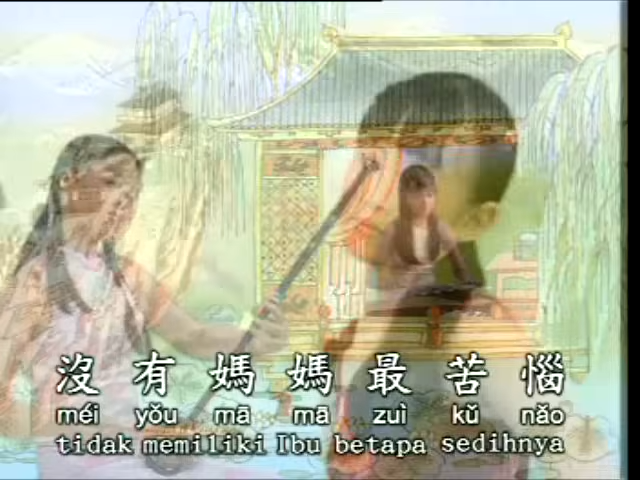 沒有媽媽最苦惱
méi yǒu mā mā zuì kǔ nǎo
tidak memiliki Ibu betapa sedihnya